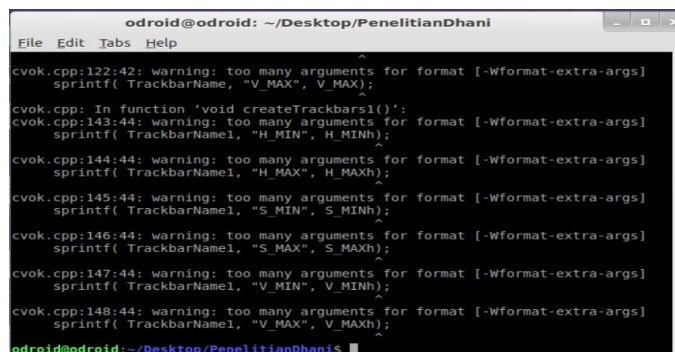 odroid@odroid: ~/Desktop/PenelitianDhani
File Edit Tabs Help
^
cvok.cpp:122:42: warning: too many arguments for format [-Wformat-extra-args]
sprintf( TrackbarName, "V_MAX", V_MAX);
^
cvok.cpp: In function ‘void createTrackbars1()’:
cvok.cpp:143:44: warning: too many arguments for format [-Wformat-extra-args]
sprintf( TrackbarName1, "H_MIN", H_MINh);
^
cvok.cpp:144:44: warning: too many arguments for format [-Wformat-extra-args]
sprintf( TrackbarName1, "H_MAX", H_MAXh);
^
cvok.cpp:145:44: warning: too many arguments for format [-Wformat-extra-args]
sprintf( TrackbarName1, "S_MIN", S_MINh);
^
cvok.cpp:146:44: warning: too many arguments for format [-Wformat-extra-args]
sprintf( TrackbarName1, "S_MAX", S_MAXh);
^
cvok.cpp:147:44: warning: too many arguments for format [-Wformat-extra-args]
sprintf( TrackbarName1, "V_MIN", V_MINh);
^
cvok.cpp:148:44: warning: too many arguments for format [-Wformat-extra-args]
sprintf( TrackbarName1, "V_MAX", V_MAXh);
^
odroid@odroid:~/Desktop/PenelitianDhani$